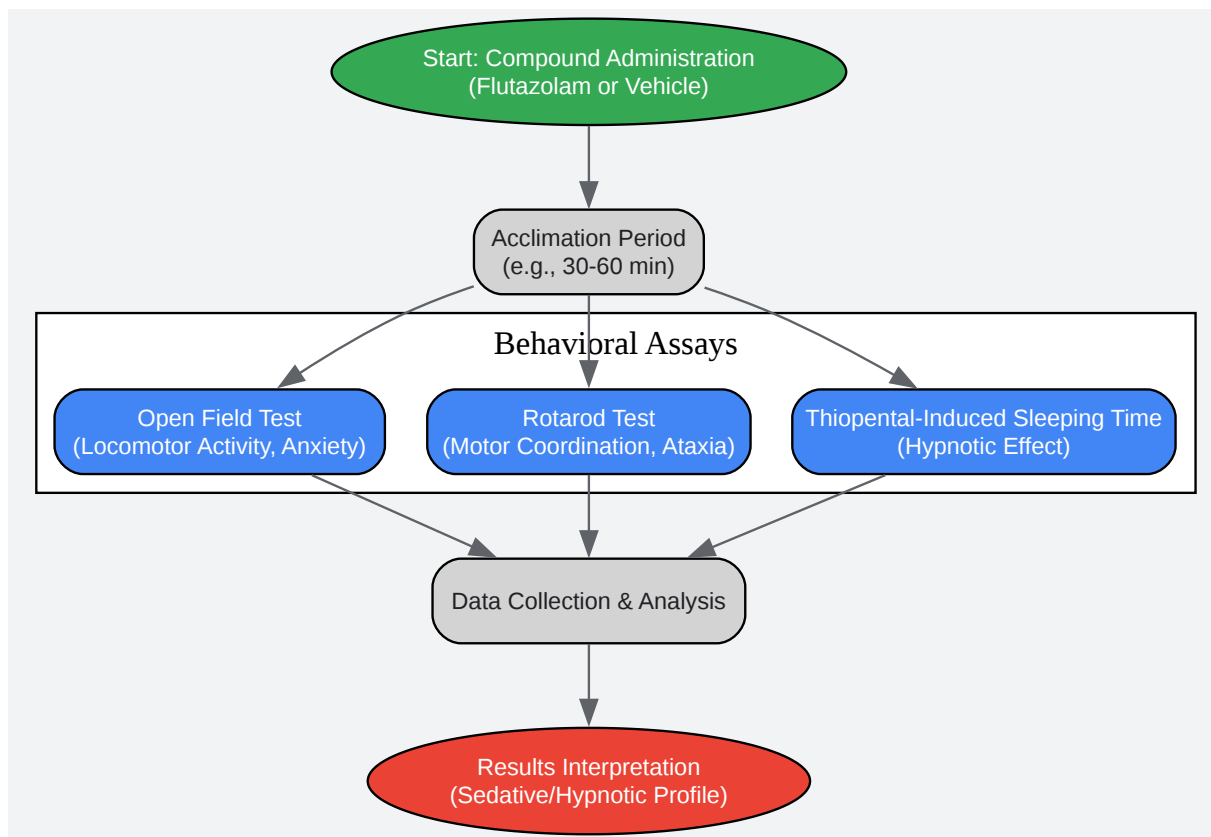 Start: Compound Administration
(Flutazolam or Vehicle)
Acclimation Period
(e.g., 30-60 min)
Behavioral Assays
Open Field Test
(Locomotor Activity, Anxiety)
Rotarod Test
(Motor Coordination, Ataxia)
Thiopental-Induced Sleeping Time
(Hypnotic Effect)
Data Collection & Analysis
Results Interpretation
(Sedative/Hypnotic Profile)